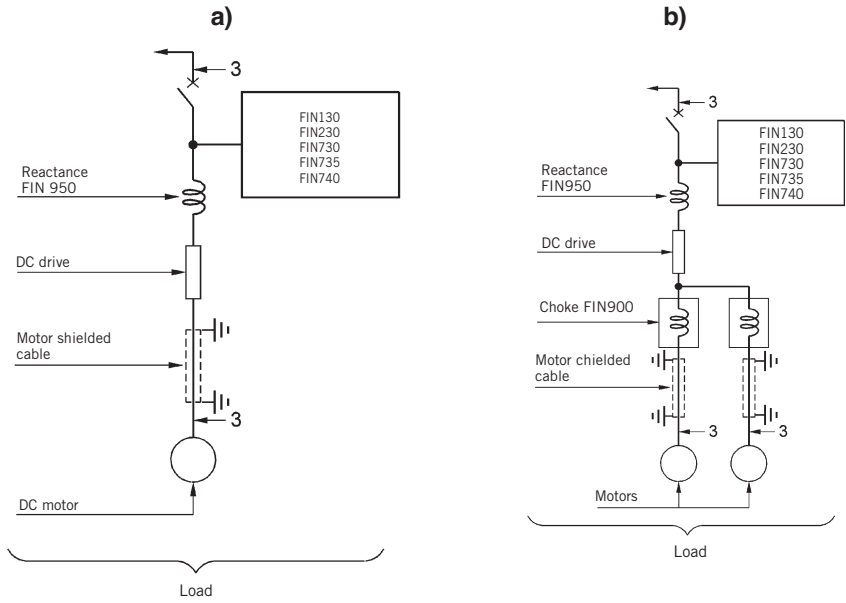 a)
3
FIN130
FIN230
FIN730
FIN735
FIN740
Reactance
FIN 950
DC drive
Motor shielded
cable
3
DC motor
Load
b)
3
FIN130
FIN230
FIN730
FIN735
FIN740
Reactance
FIN950
DC drive
Choke FIN900
Motor chielded
cable
3 3
Motors
Load